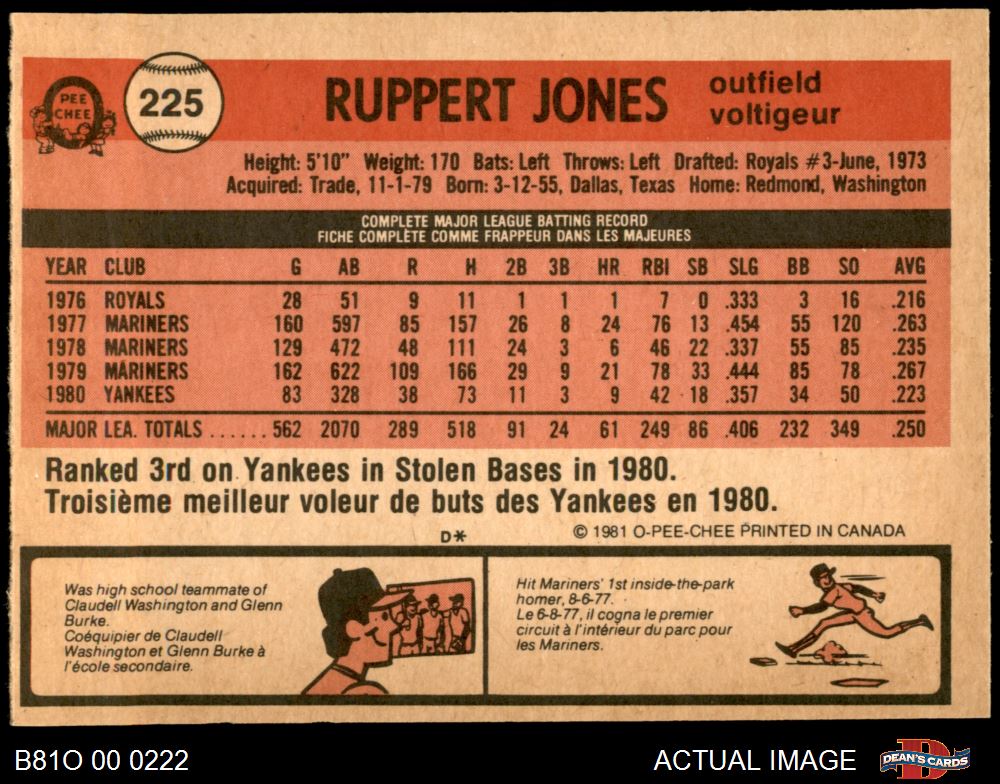 O PEE CHEE
225
RUPPERT JONES
outfield
voltigeur
Height: 5'10" Weight: 170 Bats: Left Throws: Left Drafted: Royals #3-June, 1973
Acquired: Trade, 11-1-79 Born: 3-12-55, Dallas, Texas Home: Redmond, Washington
COMPLETE MAJOR LEAGUE BATTING RECORD
FICHE COMPLÈTE COMME FRAPPEUR DANS LES MAJEURES
YEAR CLUB G AB R H 2B 3B HR RBI SB SLG BB SO AVG
1976 ROYALS 28 51 9 11 1 1 1 7 0 .333 3 16 .216
1977 MARINERS 160 597 85 157 26 8 24 76 13 .454 55 120 .263
1978 MARINERS 129 472 48 111 24 3 6 46 22 .337 55 85 .235
1979 MARINERS 162 622 109 166 29 9 21 78 33 .444 85 78 .267
1980 YANKEES 83 328 38 73 11 3 9 42 18 .357 34 50 .223
MAJOR LEA. TOTALS ...... 562 2070 289 518 91 24 61 249 86 .406 232 349 .250
Ranked 3rd on Yankees in Stolen Bases in 1980.
Troisième meilleur voleur de buts des Yankees en 1980.
D* © 1981 O-PEE-CHEE PRINTED IN CANADA
Was high school teammate of
Claudell Washington and Glenn
Burke.
Coéquipier de Claudell
Washington et Glenn Burke à
l'école secondaire.
Hit Mariners' 1st inside-the-park
homer, 8-6-77.
Le 6-8-77, il cogna le premier
circuit à l'intérieur du parc pour
les Mariners.
B81O 00 0222
ACTUAL IMAGE
DEAN'S CARDS